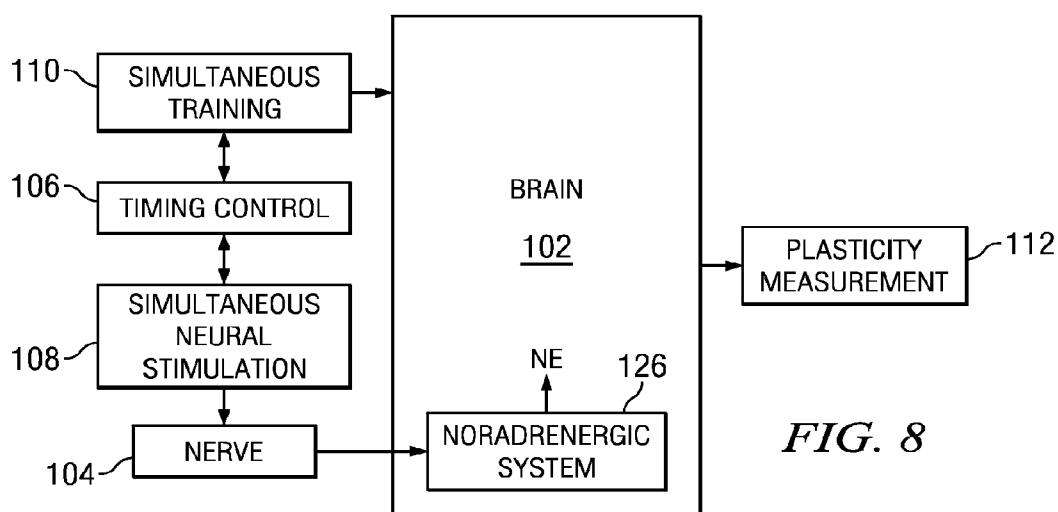 110
SIMULTANEOUS
TRAINING
106
TIMING CONTROL
108
SIMULTANEOUS
NEURAL
STIMULATION
104
NERVE
BRAIN
102
NE
126
NORADRENERGIC
SYSTEM
PLASTICITY
MEASUREMENT
112
FIG. 8